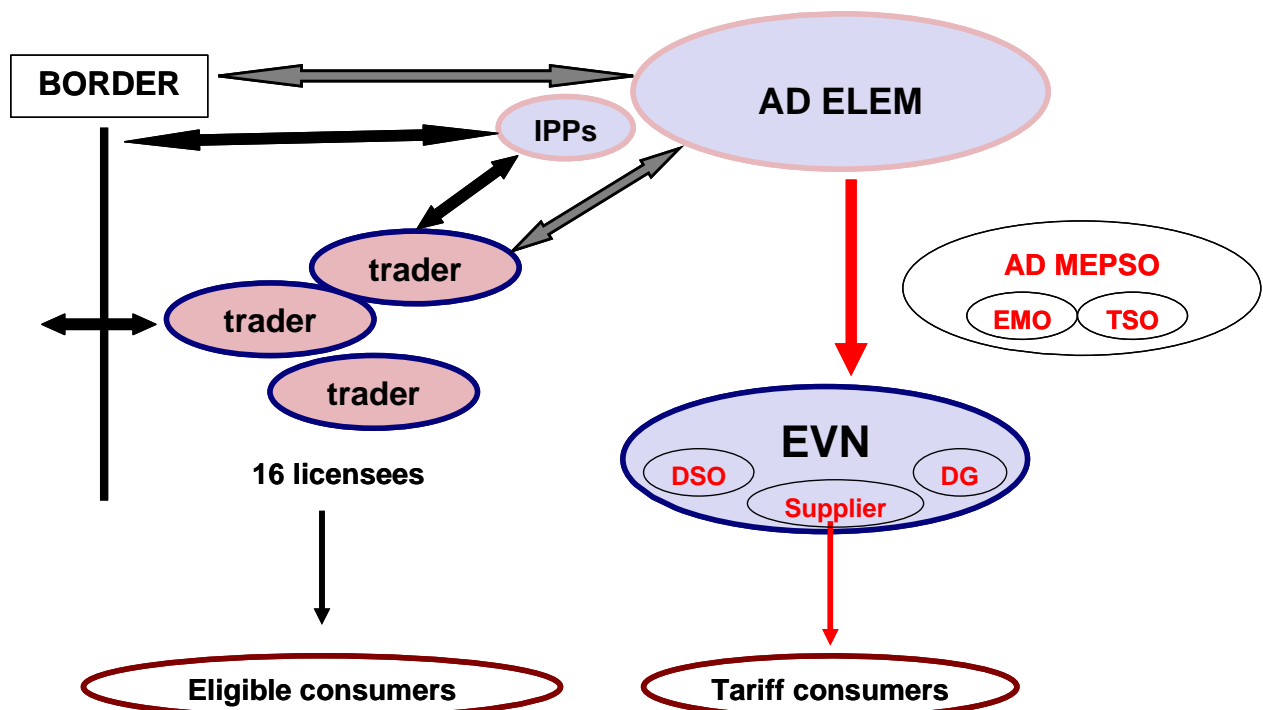 BORDER
AD ELEM
IPPs
trader
trader
trader
AD MEPSO
EMO
TSO
16 licensees
EVN
DSO
DG
Supplier
Eligible consumers
Tariff consumers